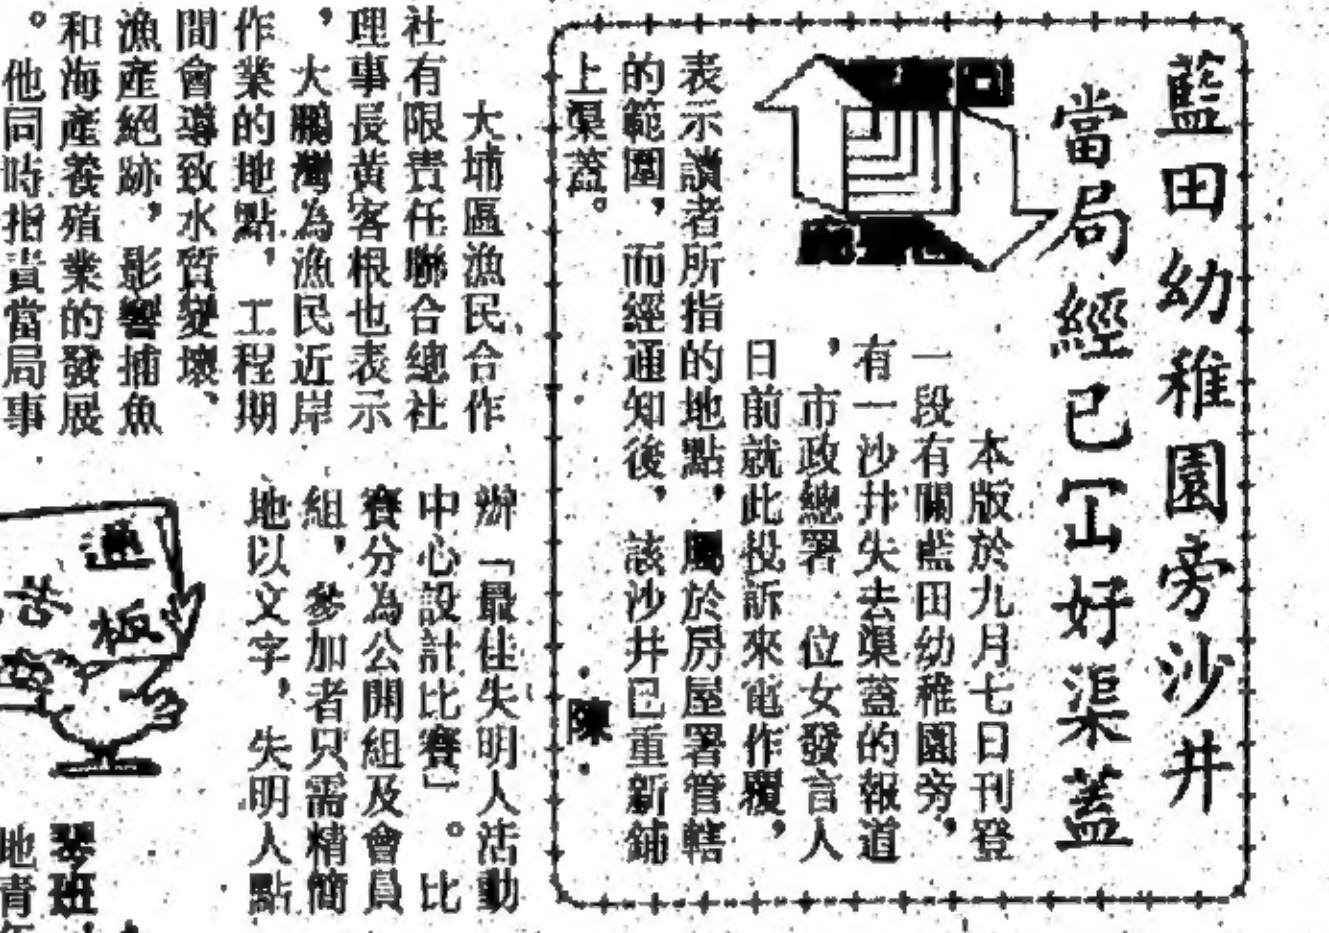 藍田幼稚園旁沙井
當局經已冚好渠蓋
本版於九月七日刊登
一段有關藍田幼稚園旁,
有一沙井失去渠蓋的報道
,市政總署 位女發言人
日前就此投訴來電作覆,
表示讀者所指的地點,屬於房屋署管轄
的範圍,而經通知後,該沙井已重新鋪
上渠蓋。
·陳·
大埔區漁民合作
社有限責任聯合總社
理事長黃客根也表示
,大鵬灣為漁民近岸
作業的地點,工程期
間會導致水質變壞、
漁產絕跡,影響捕魚
和海產養殖業的發展
。他同時指責當局事
辦「最佳失明人活動
中心設計比賽」。比
賽分為公開組及會員
組,參加者只需精簡
地以文字,失明人點
通
告
板
琴班
地青年